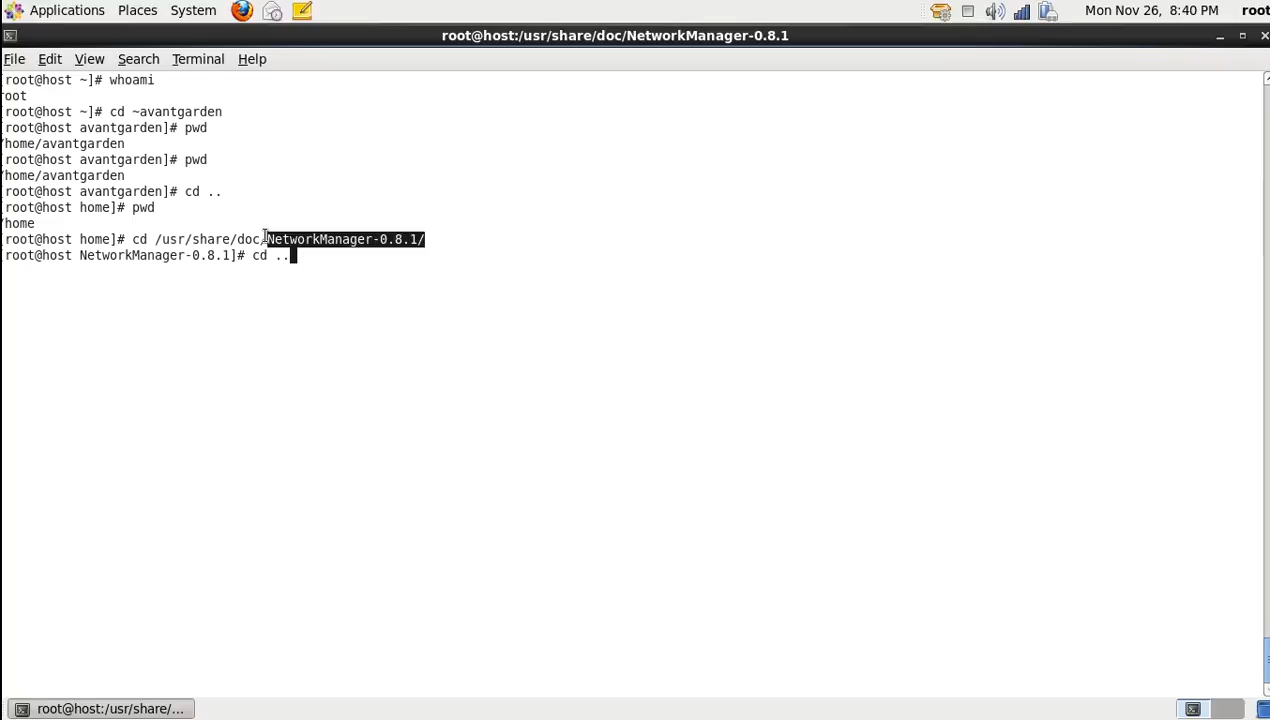 Applications Places System Mon Nov 26, 8:40 PM root
root@host:/usr/share/doc/NetworkManager-0.8.1
File Edit View Search Terminal Help
[root@host ~]# whoami
root
[root@host ~]# cd ~avantgarden
[root@host avantgarden]# pwd
/home/avantgarden
[root@host avantgarden]# pwd
/home/avantgarden
[root@host avantgarden]# cd ..
[root@host home]# pwd
/home
[root@host home]# cd /usr/share/doc/NetworkManager-0.8.1/
[root@host NetworkManager-0.8.1]# cd ..
root@host:/usr/share/...